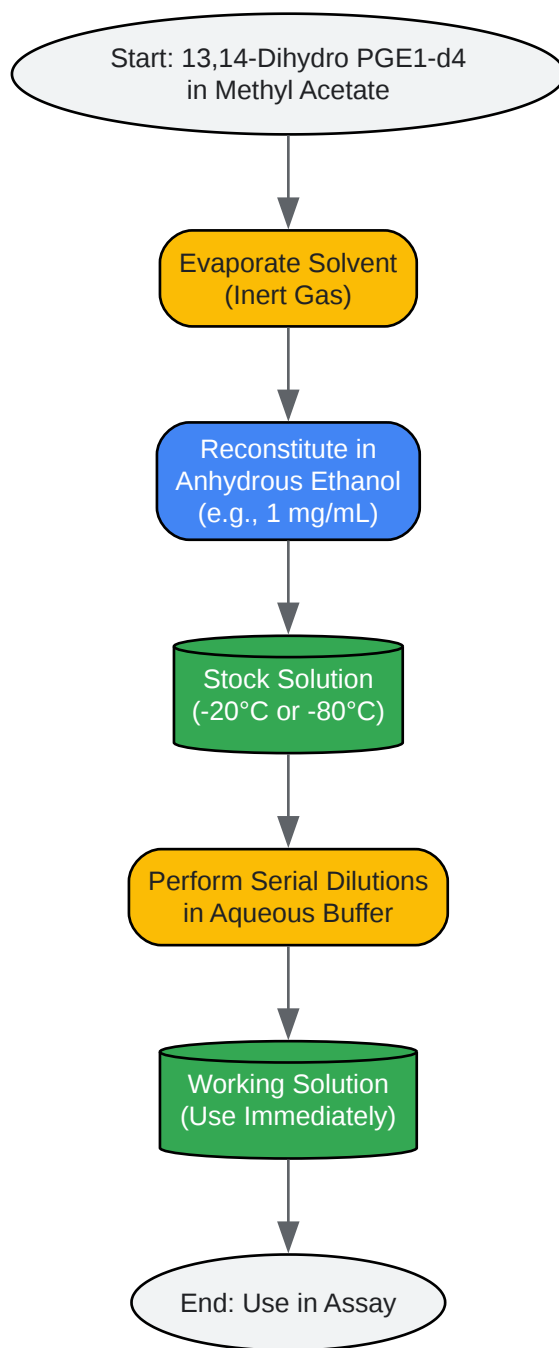 Start: 13,14-Dihydro PGE1-d4
in Methyl Acetate
Evaporate Solvent
(Inert Gas)
Reconstitute in
Anhydrous Ethanol
(e.g., 1 mg/mL)
Stock Solution
(-20°C or -80°C)
Perform Serial Dilutions
in Aqueous Buffer
Working Solution
(Use Immediately)
End: Use in Assay